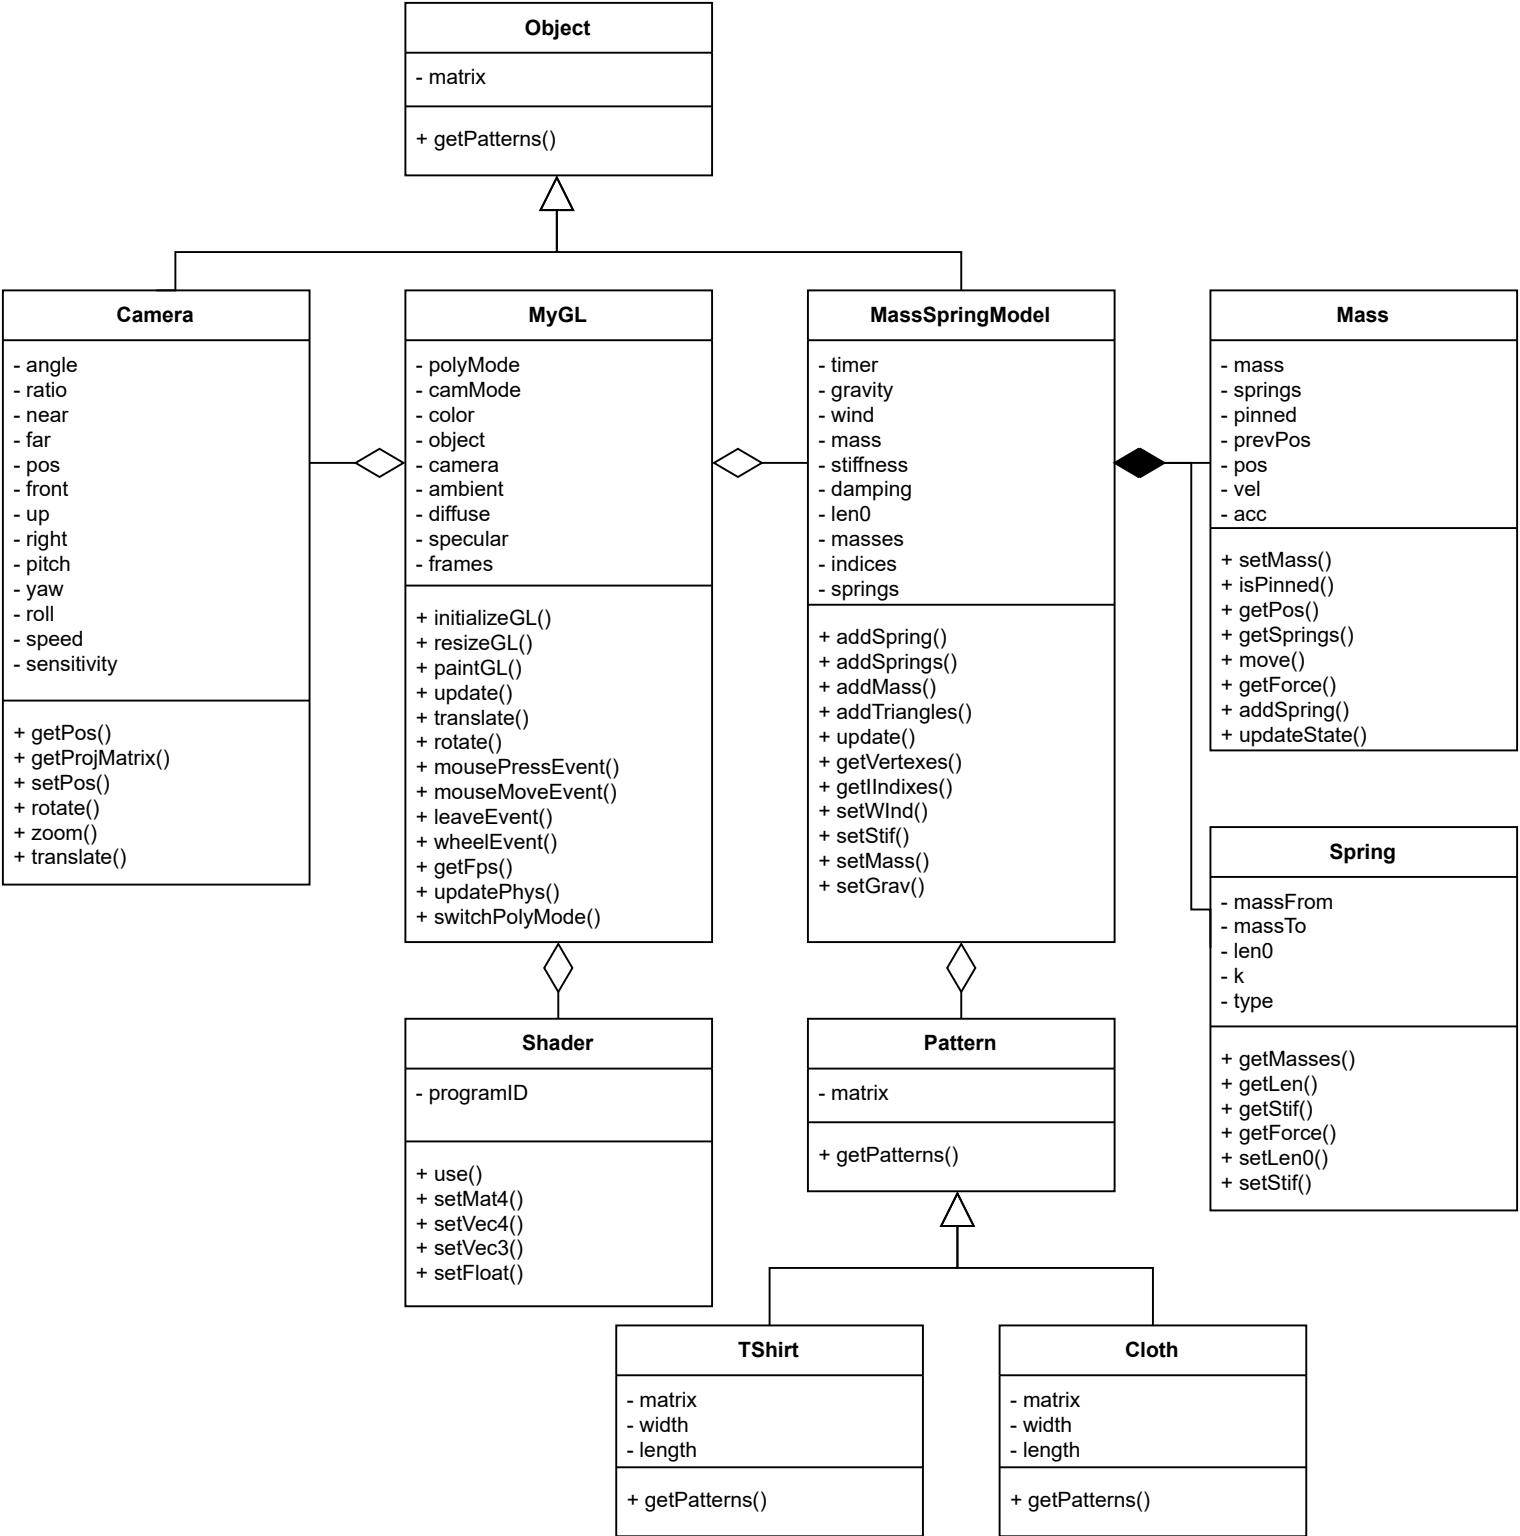 Object
- matrix
+ getPatterns()
Camera
- angle
- ratio
- near
- far
- pos
- front
- up
- right
- pitch
- yaw
- roll
- speed
- sensitivity
+ getPos()
+ getProjMatrix()
+ setPos()
+ rotate()
+ zoom()
+ translate()
MyGL
- polyMode
- camMode
- color
- object
- camera
- ambient
- diffuse
- specular
- frames
+ initializeGL()
+ resizeGL()
+ paintGL()
+ update()
+ translate()
+ rotate()
+ mousePressEvent()
+ mouseMoveEvent()
+ leaveEvent()
+ wheelEvent()
+ getFps()
+ updatePhys()
+ switchPolyMode()
MassSpringModel
- timer
- gravity
- wind
- mass
- stiffness
- damping
- len0
- masses
- indices
- springs
+ addSpring()
+ addSprings()
+ addMass()
+ addTriangles()
+ update()
+ getVertexes()
+ getIIndixes()
+ setWInd()
+ setStif()
+ setMass()
+ setGrav()
Mass
- mass
- springs
- pinned
- prevPos
- pos
- vel
- acc
+ setMass()
+ isPinned()
+ getPos()
+ getSprings()
+ move()
+ getForce()
+ addSpring()
+ updateState()
Spring
- massFrom
- massTo
- len0
- k
- type
+ getMasses()
+ getLen()
+ getStif()
+ getForce()
+ setLen0()
+ setStif()
Shader
- programID
+ use()
+ setMat4()
+ setVec4()
+ setVec3()
+ setFloat()
Pattern
- matrix
+ getPatterns()
TShirt
- matrix
- width
- length
+ getPatterns()
Cloth
- matrix
- width
- length
+ getPatterns()